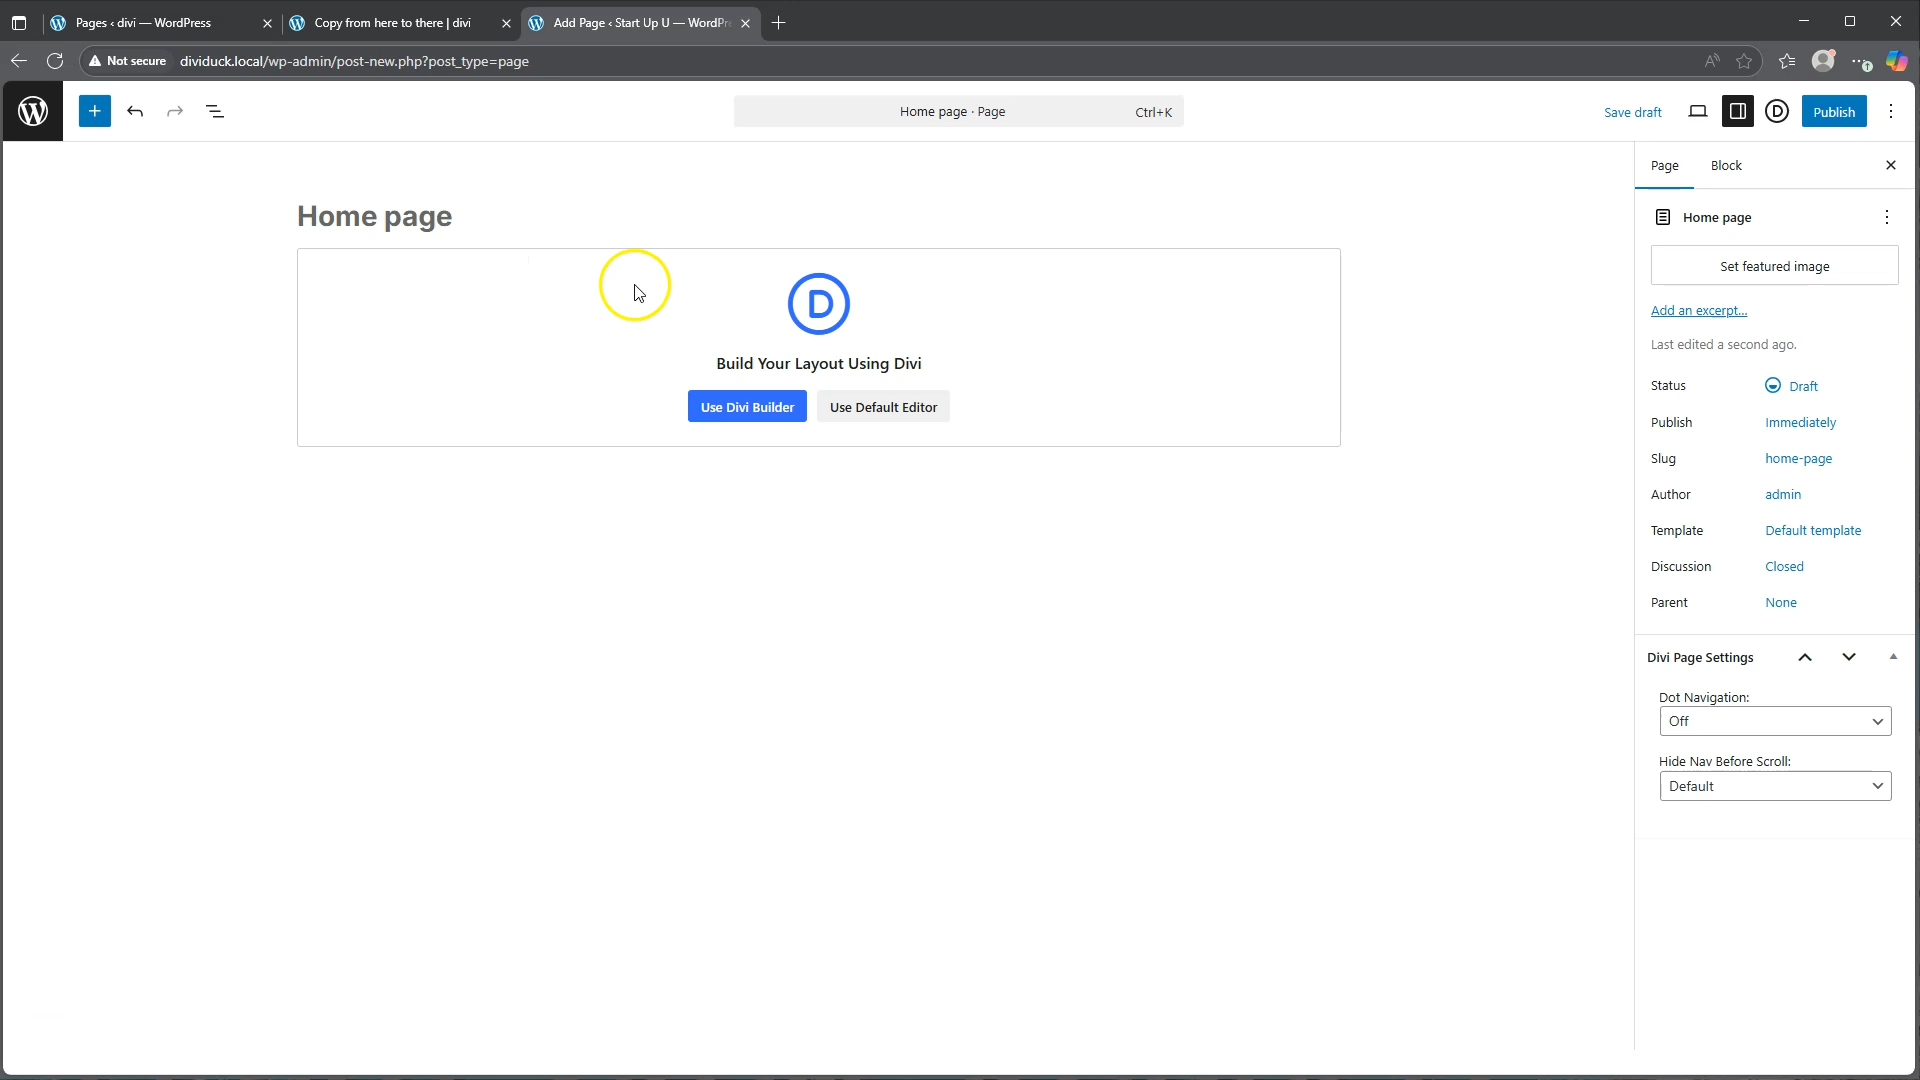 Pages ‹ divi — WordPress
Copy from here to there | divi
Add Page ‹ Start Up U — WordPr
Not secure
dividuck.local/wp-admin/post-new.php?post_type=page
Home page · Page
Ctrl+K
Save draft
Publish
Page
Block
Home page
Home page
Set featured image
Build Your Layout Using Divi
Use Divi Builder
Use Default Editor
Add an excerpt...
Last edited a second ago.
Status
Draft
Publish
Immediately
Slug
home-page
Author
admin
Template
Default template
Discussion
Closed
Parent
None
Divi Page Settings
Dot Navigation:
Off
Hide Nav Before Scroll:
Default